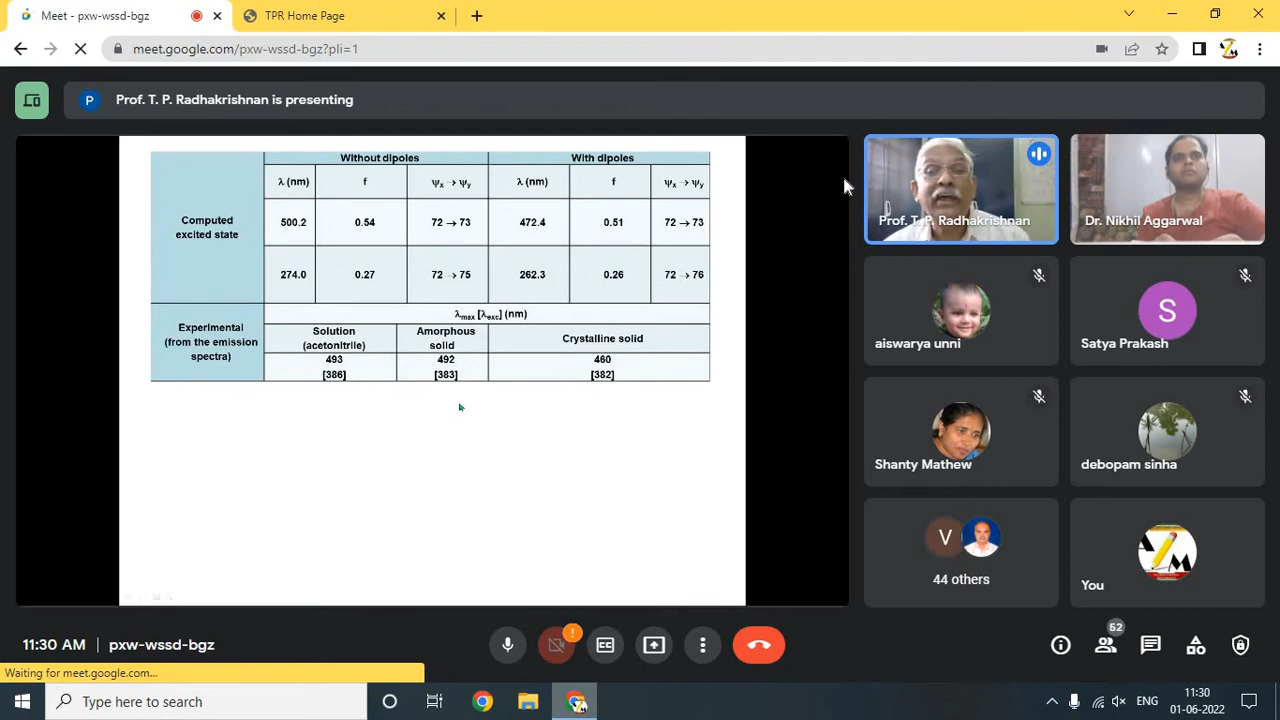 Meet - pxw-wssd-bgz
TPR Home Page
meet.google.com/pxw-wssd-bgz?pli=1
P
Prof. T. P. Radhakrishnan is presenting
Without dipoles
With dipoles
λ (nm) f ψx → ψy λ (nm) f ψx → ψy
Computed
excited state
500.2 0.54 72 → 73 472.4 0.51 72 → 73
274.0 0.27 72 → 75 262.3 0.26 72 → 76
Experimental
(from the emission
spectra)
λmax [λexc] (nm)
Solution
(acetonitrile)
Amorphous
solid
Crystalline solid
493 492 460
[386] [383] [382]
Prof. T. P. Radhakrishnan
Dr. Nikhil Aggarwal
aiswarya unni
S
Satya Prakash
Shanty Mathew
debopam sinha
V
44 others
You
11:30 AM | pxw-wssd-bgz
52
Waiting for meet.google.com...
Type here to search
ENG
11:30
01-06-2022